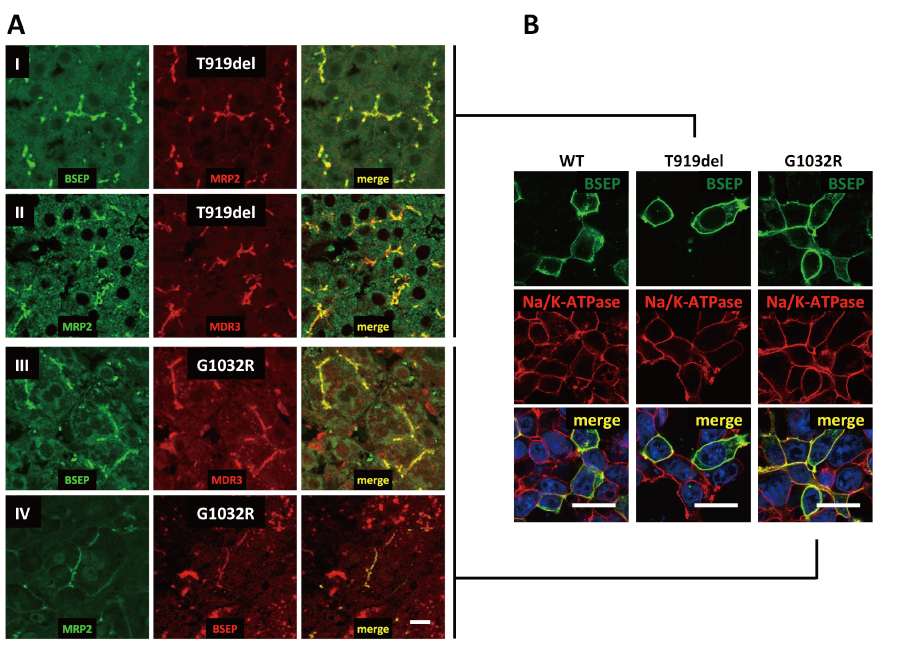 A
B
I
T919del
BSEP
MRP2
merge
II
T919del
MRP2
MDR3
merge
III
G1032R
BSEP
MDR3
merge
IV
G1032R
MRP2
BSEP
merge
WT
T919del
G1032R
BSEP
BSEP
BSEP
Na/K-ATPase
Na/K-ATPase
Na/K-ATPase
merge
merge
merge